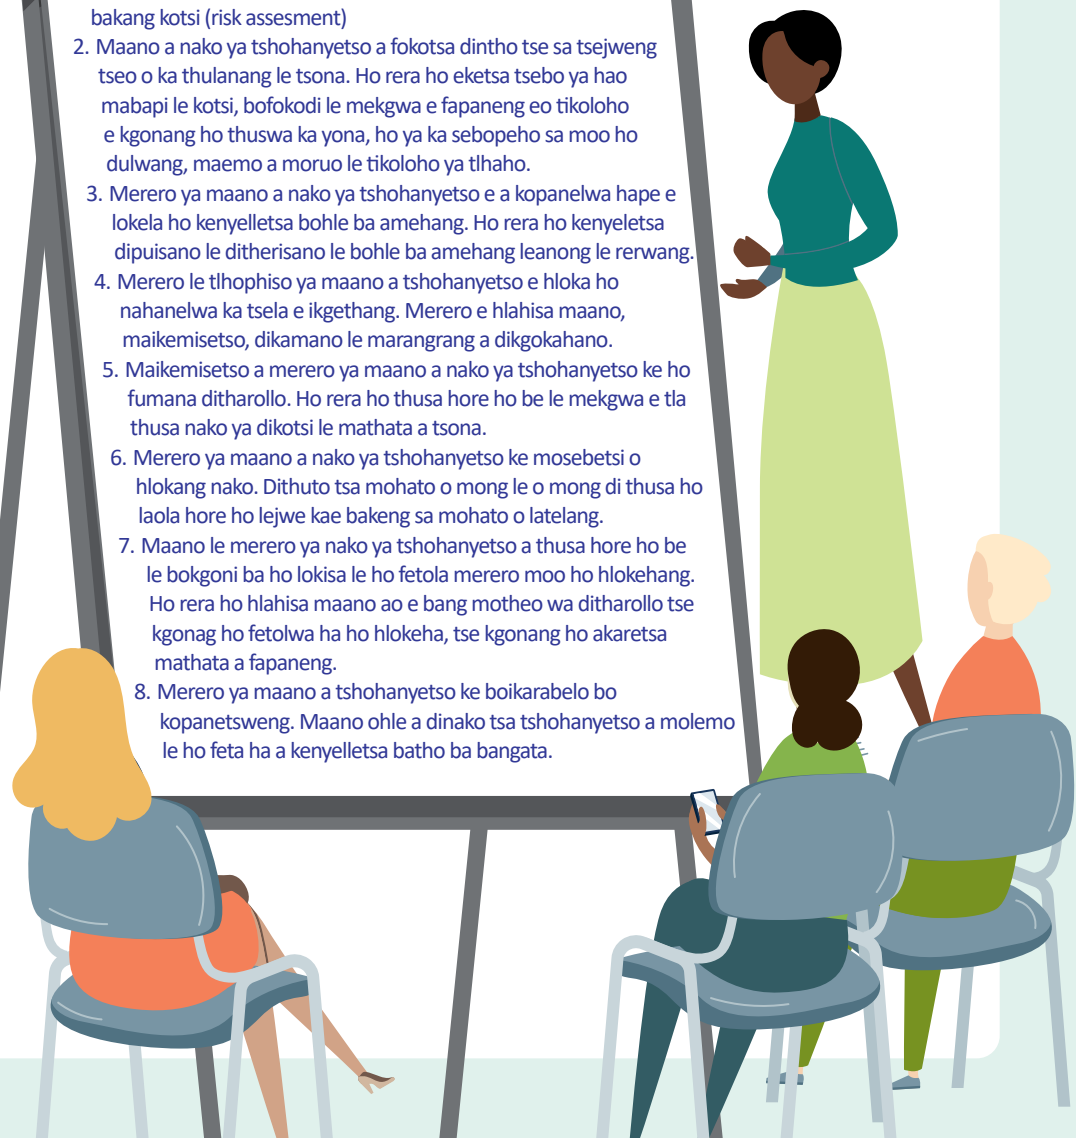 bakang kotsi (risk assesment)
2. Maano a nako ya tshohanyetso a fokotsa dintho tse sa tsejweng
tseo o ka thulanang le tsona. Ho rera ho eketsa tsebo ya hao
mabapi le kotsi, bofokodi le mekgwa e fapaneng eo tikoloho
e kgonang ho thuswa ka yona, ho ya ka sebopeho sa moo ho
dulwang, maemo a moruo le tikoloho ya tlhaho.
3. Merero ya maano a nako ya tshohanyetso e a kopanelwa hape e
lokela ho kenyelletsa bohle ba amehang. Ho rera ho kenyeletsa
dipuisano le ditherisano le bohle ba amehang leanong le rerwang.
4. Merero le tlhophiso ya maano a tshohanyetso e hloka ho
nahanelwa ka tsela e ikgethang. Merero e hlahisa maano,
maikemisetso, dikamano le marangrang a dikgokahano.
5. Maikemisetso a merero ya maano a nako ya tshohanyetso ke ho
fumana ditharollo. Ho rera ho thusa hore ho be le mekgwa e tla
thusa nako ya dikotsi le mathata a tsona.
6. Merero ya maano a nako ya tshohanyetso ke mosebetsi o
hlokang nako. Dithuto tsa mohato o mong le o mong di thusa ho
laola hore ho lejwe kae bakeng sa mohato o latelang.
7. Maano le merero ya nako ya tshohanyetso a thusa hore ho be
le bokgoni ba ho lokisa le ho fetola merero moo ho hlokehang.
Ho rera ho hlahisa maano ao e bang motheo wa ditharollo tse
kgonag ho fetolwa ha ho hlokeha, tse kgonang ho akaretsa
mathata a fapaneng.
8. Merero ya maano a tshohanyetso ke boikarabelo bo
kopanetsweng. Maano ohle a dinako tsa tshohanyetso a molemo
le ho feta ha a kenyelletsa batho ba bangata.